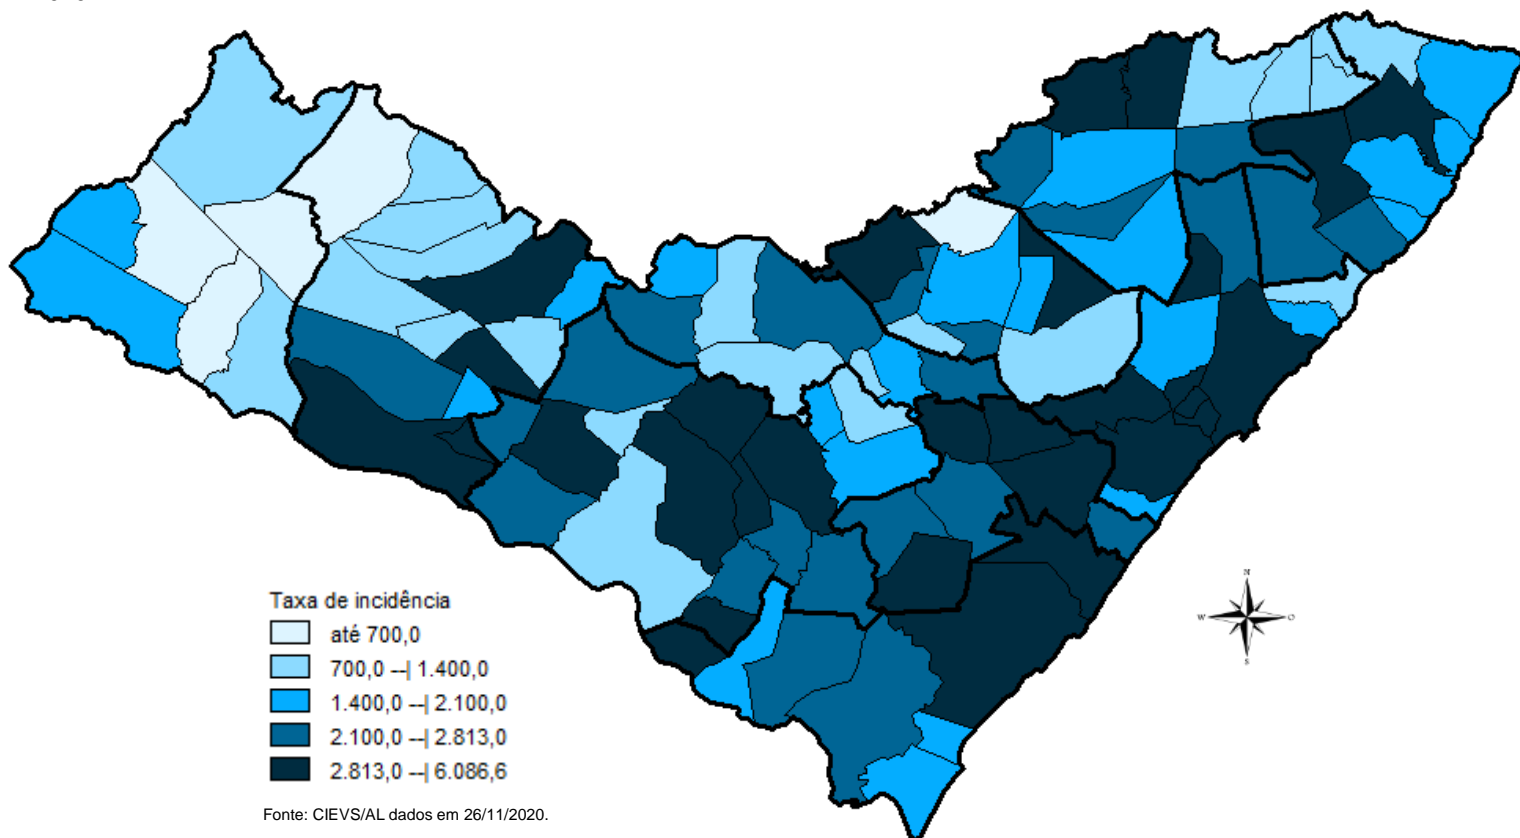 Taxa de incidência
até 700,0
700,0 --| 1.400,0
1.400,0 --| 2.100,0
2.100,0 --| 2.813,0
2.813,0 --| 6.086,6
Fonte: CIEVS/AL dados em 26/11/2020.
N
W
O
S